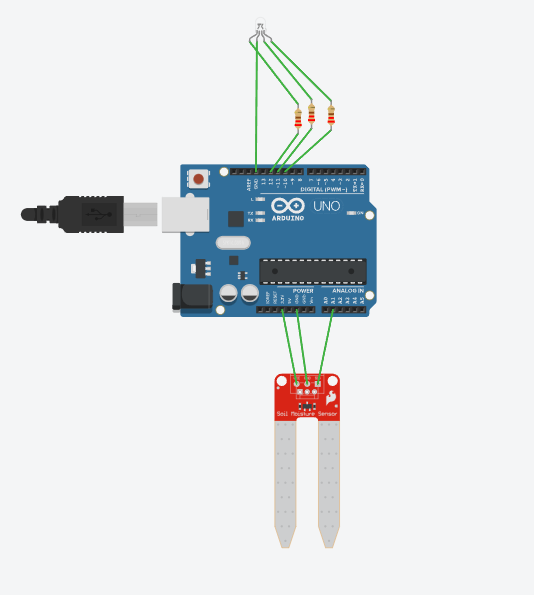 AREF
GND
13
12
~11
~10
~9
8
7
~6
~5
4
~3
2
TX→1
RX←0
DIGITAL (PWM~)
L
TX
RX
ARDUINO
UNO
ON
POWER
ANALOG IN
IOREF
RESET
3.3V
5V
GND
GND
Vin
A0
A1
A2
A3
A4
A5
Soil Moisture Sensor